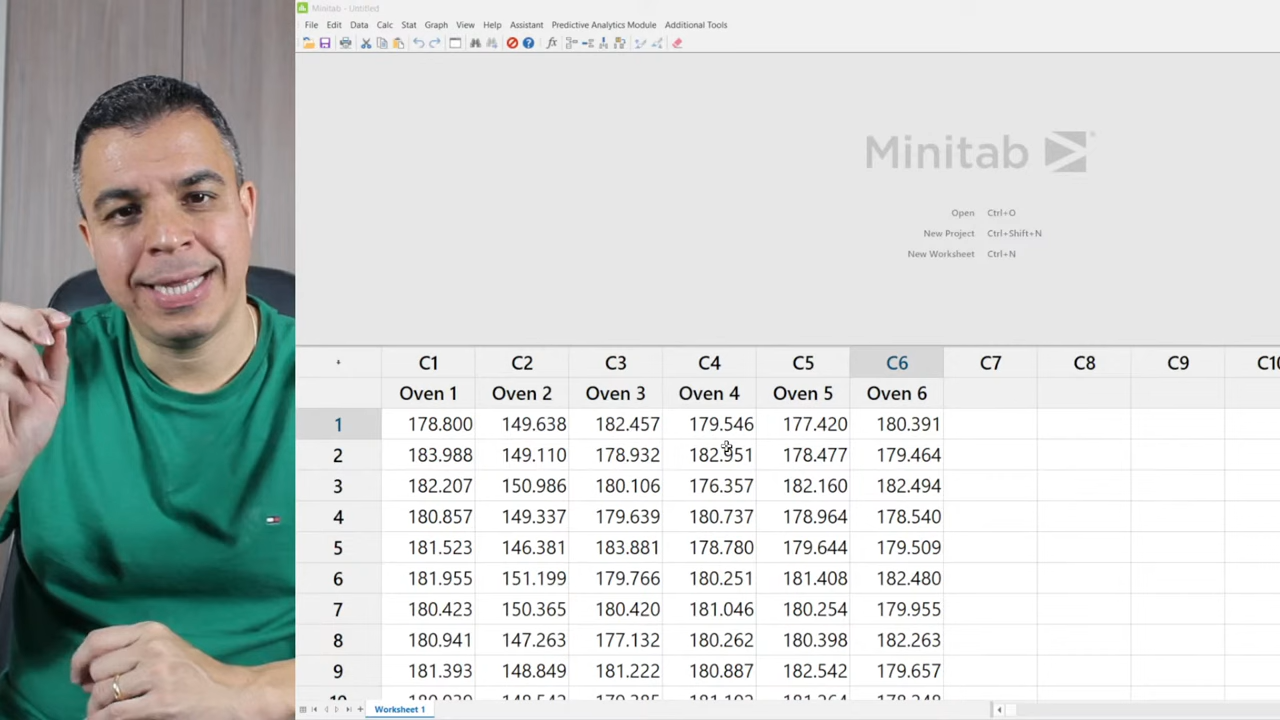 Minitab - Untitled
File Edit Data Calc Stat Graph View Help Assistant Predictive Analytics Module Additional Tools
Minitab
Open Ctrl+O
New Project Ctrl+Shift+N
New Worksheet Ctrl+N
C1 C2 C3 C4 C5 C6 C7 C8 C9 C10
Oven 1 Oven 2 Oven 3 Oven 4 Oven 5 Oven 6
1 178.800 149.638 182.457 179.546 177.420 180.391
2 183.988 149.110 178.932 182.951 178.477 179.464
3 182.207 150.986 180.106 176.357 182.160 182.494
4 180.857 149.337 179.639 180.737 178.964 178.540
5 181.523 146.381 183.881 178.780 179.644 179.509
6 181.955 151.199 179.766 180.251 181.408 182.480
7 180.423 150.365 180.420 181.046 180.254 179.955
8 180.941 147.263 177.132 180.262 180.398 182.263
9 181.393 148.849 181.222 180.887 182.542 179.657
Worksheet 1